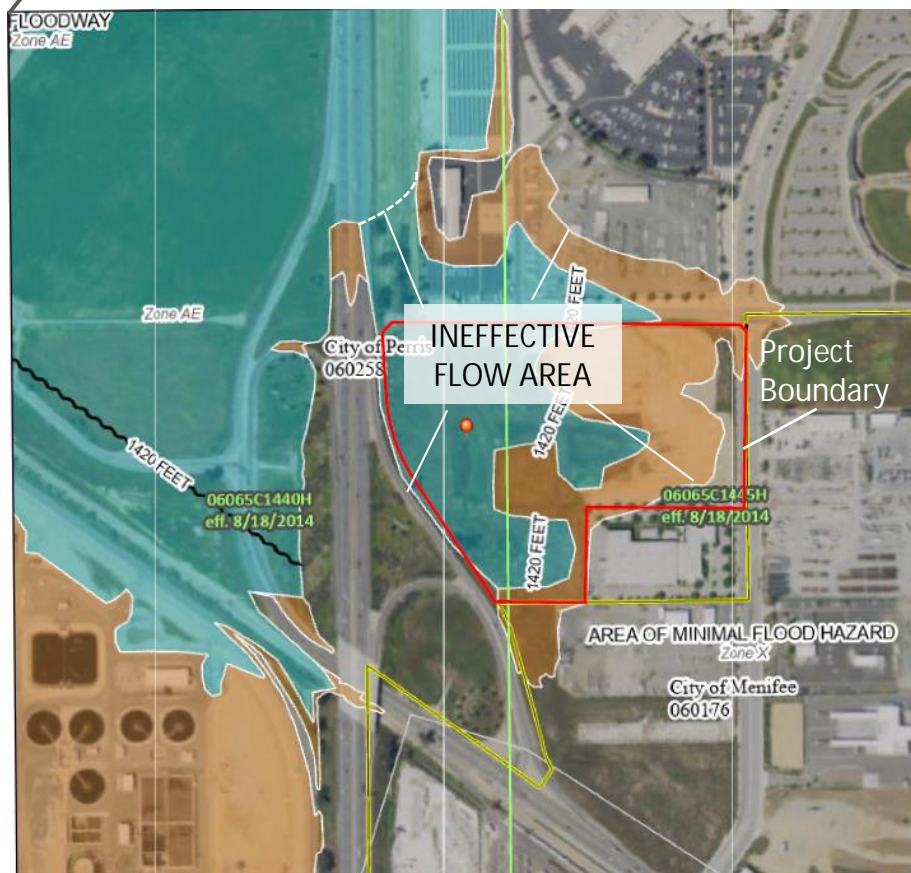 FLOODWAY
Zone AE
Zone AE
1420 FEET
City of Perris
060258
INEFFECTIVE
FLOW AREA
20 FEET
1420 FEET
1420 FEET
Project
Boundary
06065C1440H
eff. 8/18/2014
06065C1445H
eff. 8/18/2014
AREA OF MINIMAL FLOOD HAZARD
Zone X
City of Menifee
060176